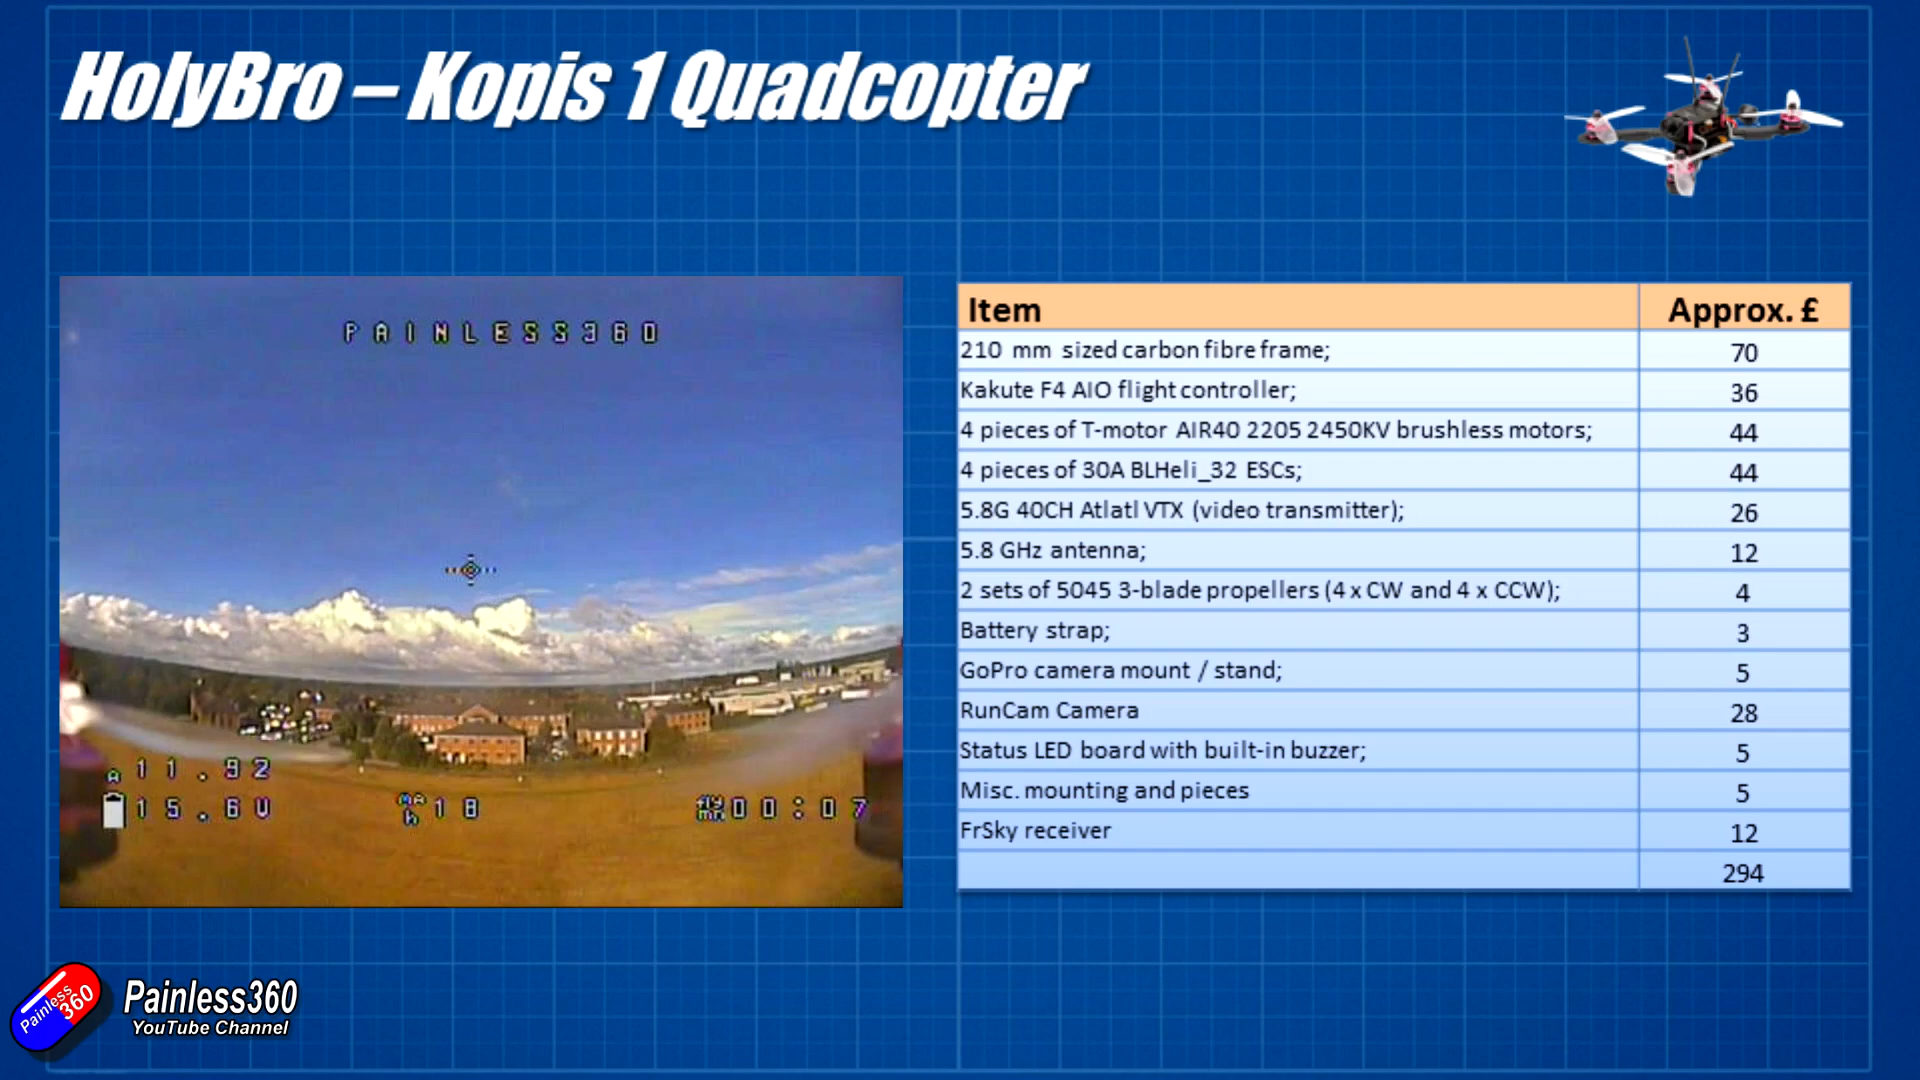 HolyBro – Kopis 1 Quadcopter
PAINLESS360
A 11.92
15.6V
mAh 18
fly mn 00:07
Item Approx. £
210 mm sized carbon fibre frame; 70
Kakute F4 AIO flight controller; 36
4 pieces of T-motor AIR40 2205 2450KV brushless motors; 44
4 pieces of 30A BLHeli_32 ESCs; 44
5.8G 40CH Atlatl VTX (video transmitter); 26
5.8 GHz antenna; 12
2 sets of 5045 3-blade propellers (4 x CW and 4 x CCW); 4
Battery strap; 3
GoPro camera mount / stand; 5
RunCam Camera 28
Status LED board with built-in buzzer; 5
Misc. mounting and pieces 5
FrSky receiver 12
294
Painless360
Painless360
YouTube Channel